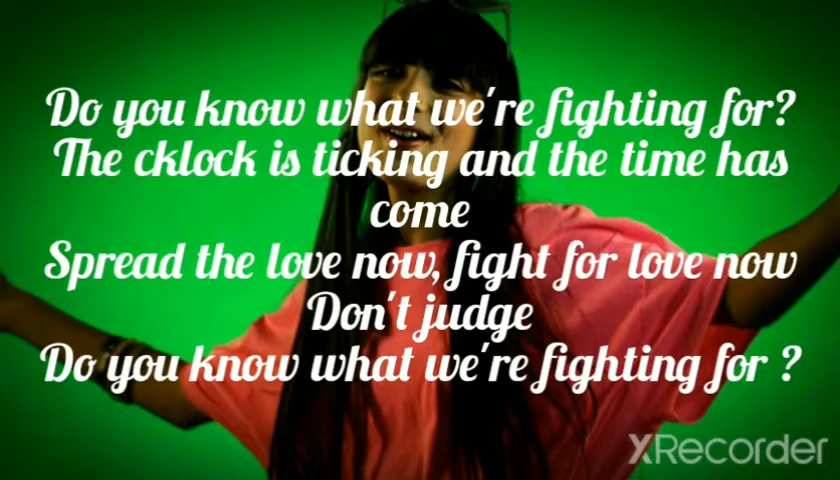 Do you know what we're fighting for?
The cklock is ticking and the time has
come
Spread the love now, fight for love now
Don't judge
Do you know what we're fighting for ?
XRecorder